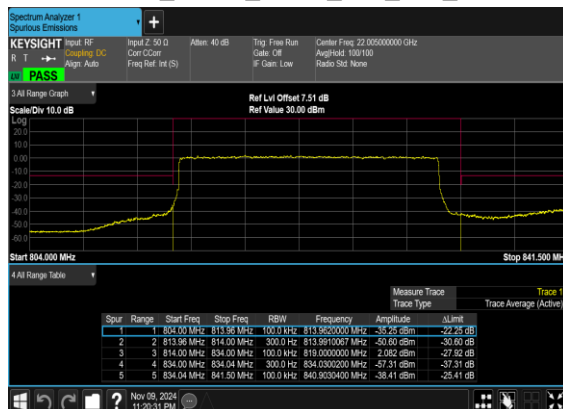 Spectrum Analyzer 1
Spurious Emissions
KEYSIGHT Input: RF Input Z: 50 Ω Atten: 40 dB Trig: Free Run Center Freq: 22.005000000 GHz
R T Coupling: DC Corr CCorr Gate: Off Avg|Hold: 100/100
Align: Auto Freq Ref: Int (S) IF Gain: Low Radio Std: None
LW PASS
3 All Range Graph
Ref Lvl Offset 7.51 dB
Scale/Div 10.0 dB Ref Value 30.00 dBm
Log
20.0
10.0
0.00
-10.0
-20.0
-30.0
-40.0
-50.0
-60.0
Start 804.000 MHz Stop 841.500 MH
4 All Range Table
Measure Trace Trace 1
Trace Type Trace Average (Active)
Spur Range Start Freq Stop Freq RBW Frequency Amplitude ΔLimit
1 1 804.00 MHz 813.96 MHz 100.0 kHz 813.9620000 MHz -35.25 dBm -22.25 dB
2 2 813.96 MHz 814.00 MHz 300.0 Hz 813.9910067 MHz -50.60 dBm -30.60 dB
3 3 814.00 MHz 834.00 MHz 100.0 kHz 819.0000000 MHz 2.082 dBm -27.92 dB
4 4 834.00 MHz 834.04 MHz 300.0 Hz 834.0300200 MHz -57.31 dBm -37.31 dB
5 5 834.04 MHz 841.50 MHz 100.0 kHz 840.9030400 MHz -38.41 dBm -25.41 dB
Nov 09, 2024
11:20:31 PM